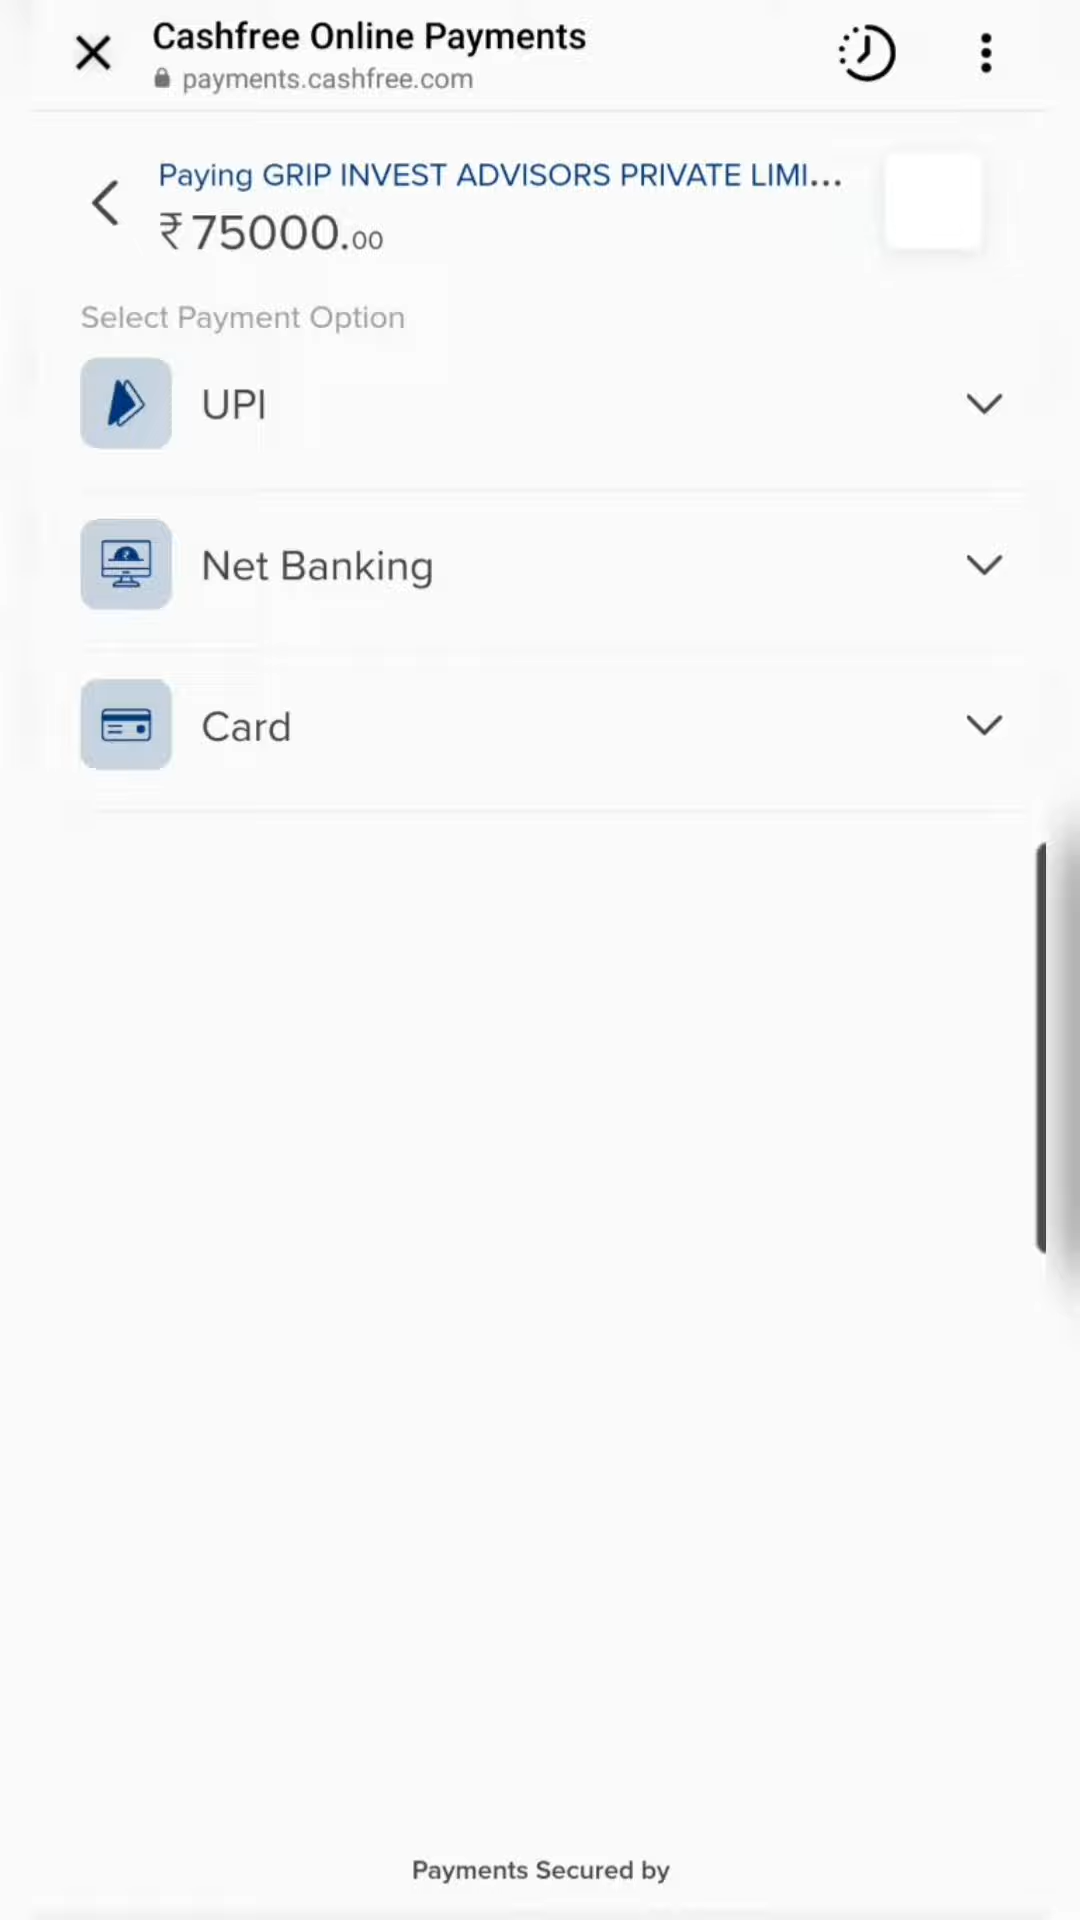 Cashfree Online Payments
payments.cashfree.com
Paying GRIP INVEST ADVISORS PRIVATE LIMI...
₹75000.00
Select Payment Option
UPI
Net Banking
Card
Payments Secured by